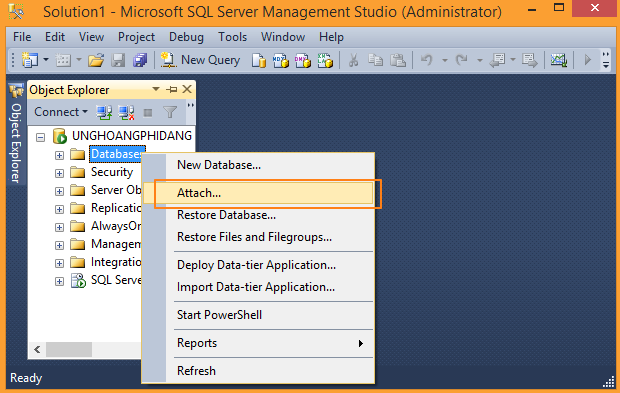 Solution1 - Microsoft SQL Server Management Studio (Administrator)
File Edit View Project Debug Tools Window Help
New Query
Object Explorer
Object Explorer
Connect
UNGHOANGPHIDANG
Databases
Security
Server Ob
Replicatio
AlwaysOn
Managem
Integratio
SQL Serve
New Database...
Attach...
Restore Database...
Restore Files and Filegroups...
Deploy Data-tier Application...
Import Data-tier Application...
Start PowerShell
Reports
Refresh
Ready